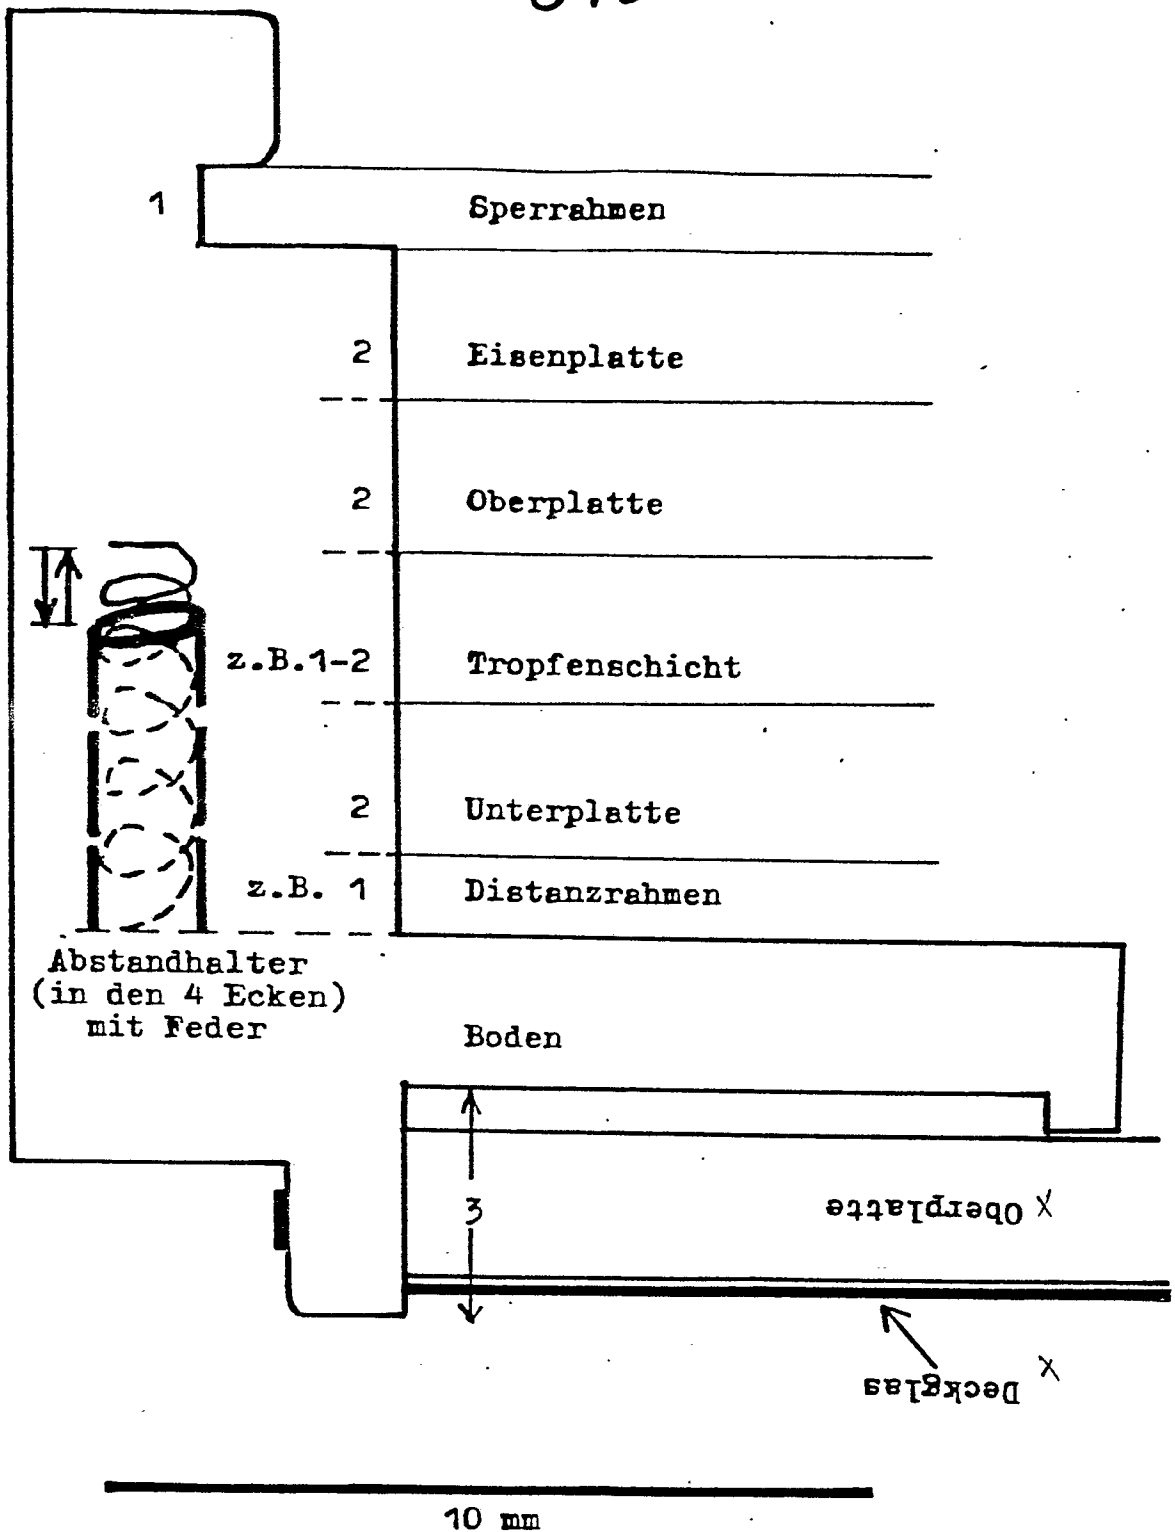 1 Sperrahmen
2 Eisenplatte
2 Oberplatte
z.B.1-2 Tropfenschicht
2 Unterplatte
z.B. 1 Distanzrahmen
Abstandhalter
(in den 4 Ecken)
mit Feder
Boden
3
Oberplatte X
Deckglas X
10 mm